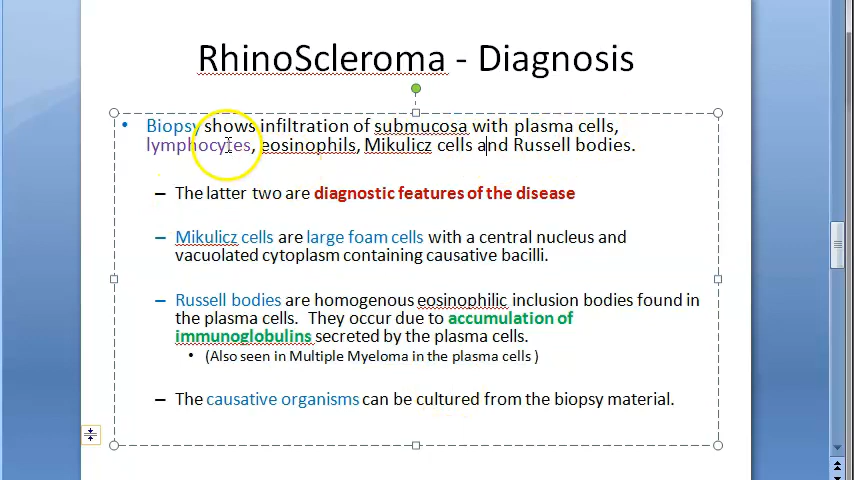 RhinoScleroma - Diagnosis
• Biopsy shows infiltration of submucosa with plasma cells,
lymphocytes, eosinophils, Mikulicz cells and Russell bodies.
– The latter two are diagnostic features of the disease
– Mikulicz cells are large foam cells with a central nucleus and
vacuolated cytoplasm containing causative bacilli.
– Russell bodies are homogenous eosinophilic inclusion bodies found in
the plasma cells. They occur due to accumulation of
immunoglobulins secreted by the plasma cells.
• (Also seen in Multiple Myeloma in the plasma cells )
– The causative organisms can be cultured from the biopsy material.